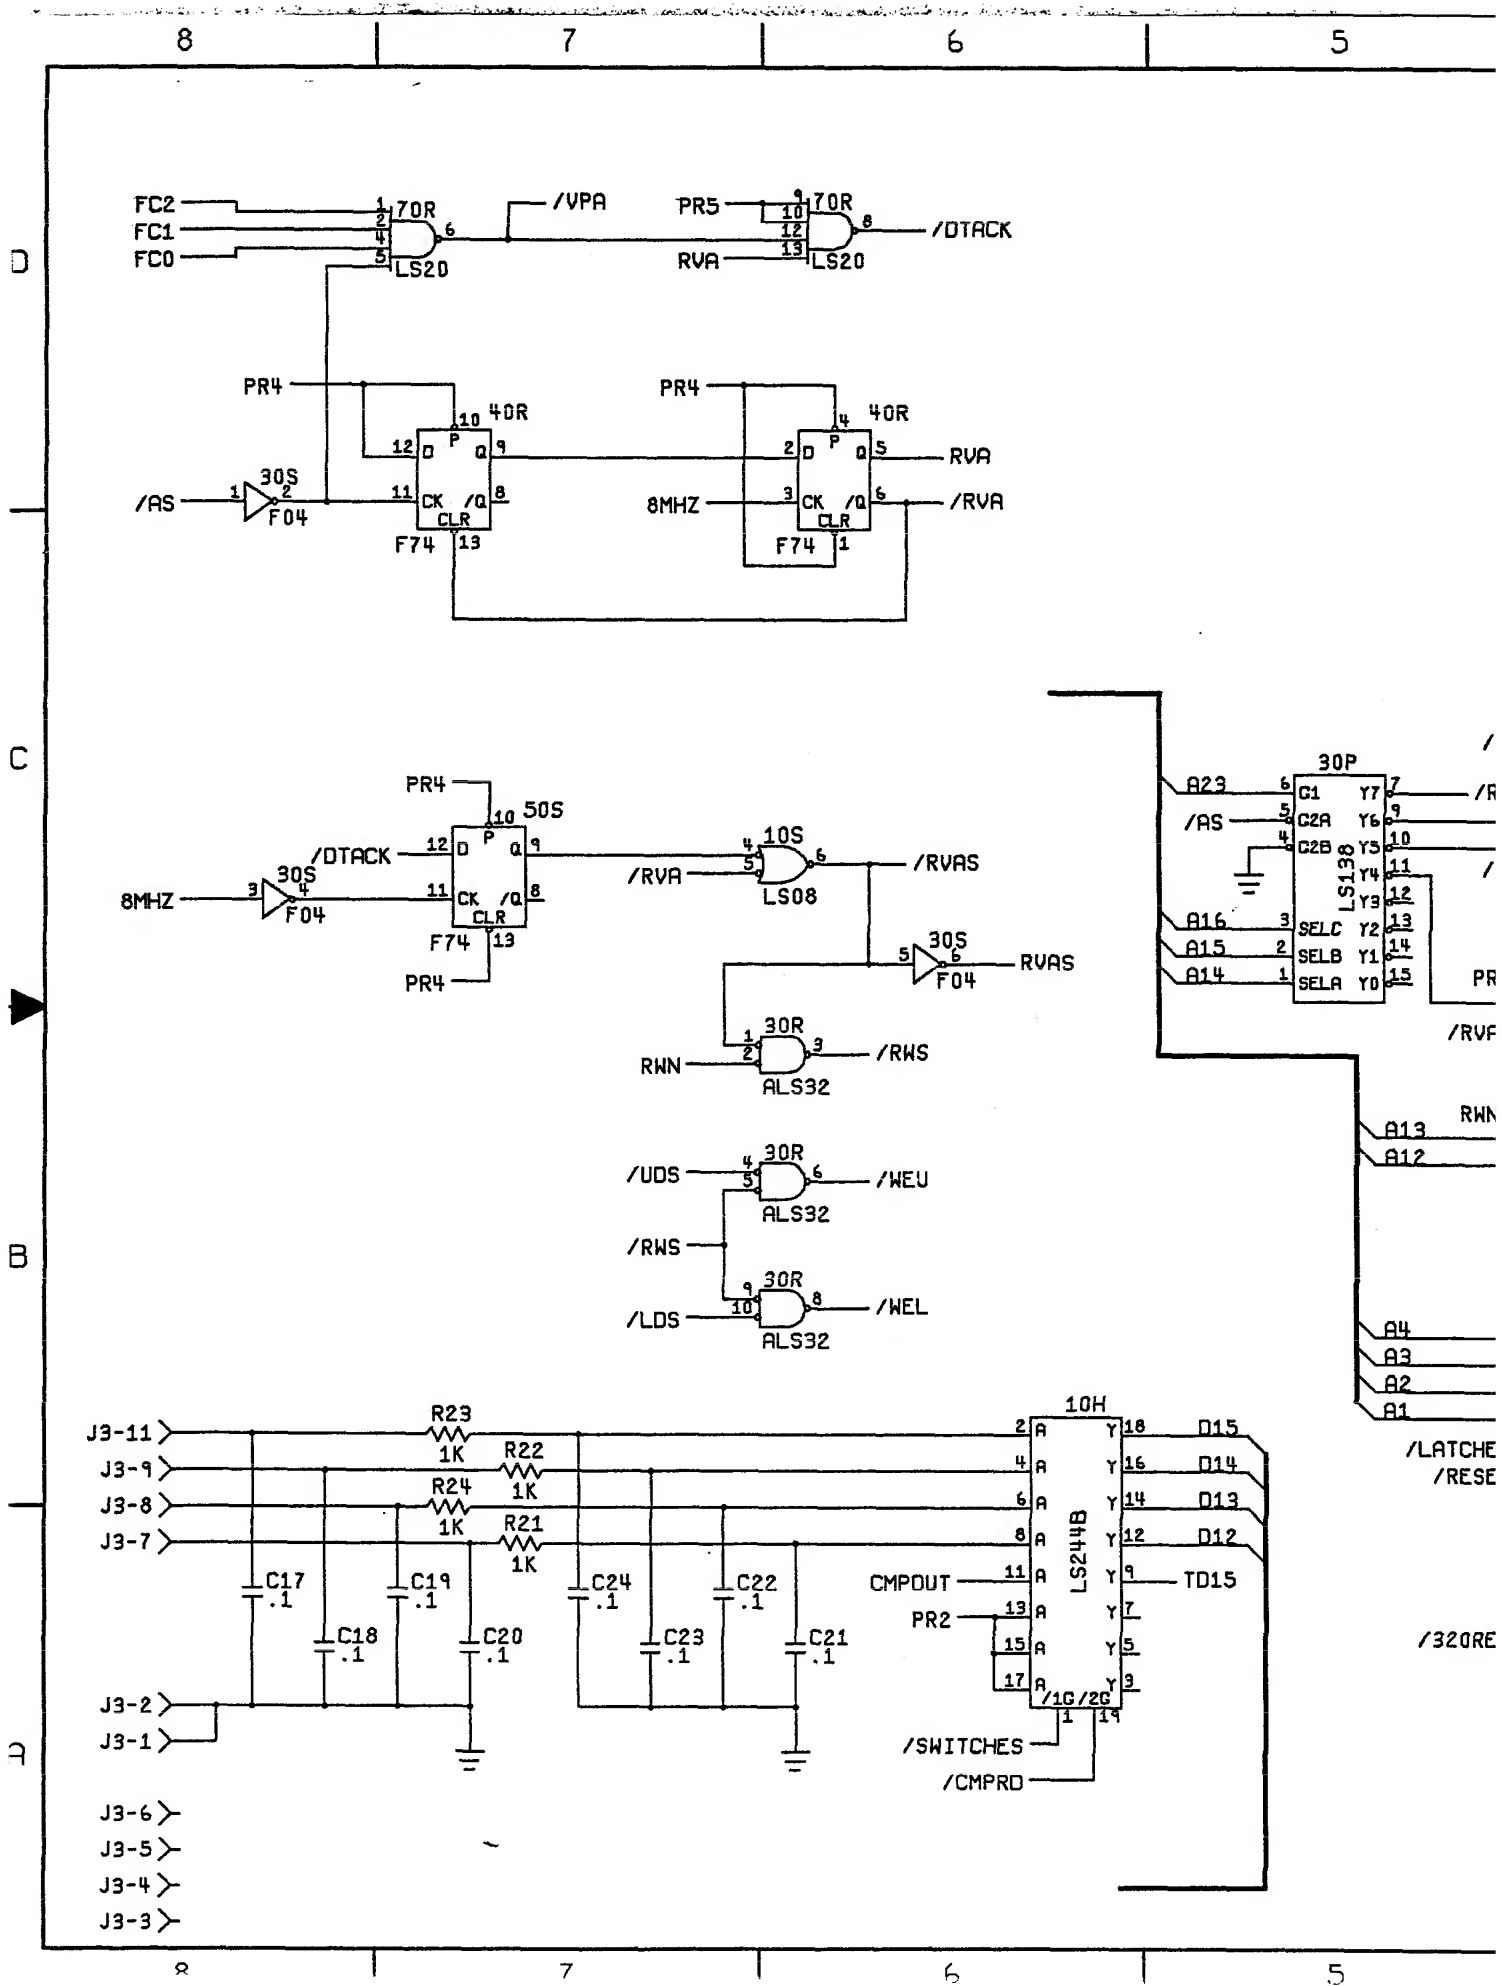 8 7 6 5
D
FC2
FC1
FC0
1
2
4
5
70R
6
LS20
/VPA
PR5
RVA
9
10
12
13
70R
8
LS20
/DTACK
PR4
10 40R
12 D P Q 9
11 CK /Q 8
CLR
F74 13
/AS
1 30S 2
F04
PR4
4 40R
2 D P Q 5 RVA
8MHZ 3 CK /Q 6 /RVA
CLR
F74 1
C
PR4
10 50S
/DTACK 12 D P Q 9
8MHZ 3 30S 4 11 CK /Q 8
F04
CLR
F74 13
PR4
/RVA
4 10S
5
6 /RVAS
LS08
5 30S 6 RVAS
F04
RWN
1 30R
2
3 /RWS
ALS32
/UDS
4 30R
5
6 /WEU
ALS32
/RWS
B
/LDS
9 30R
10
8 /WEL
ALS32
30P
A23 6 G1 Y7 7 /R
/AS 5 G2A Y6 9
4 G2B Y5 10
LS138
Y4 11
Y3 12
A16 3 SELC Y2 13
A15 2 SELB Y1 14
A14 1 SELA Y0 15
PR
/RVA
RWN
A13
A12
A4
A3
A2
A1
/LATCHE
/RESE
/320RE
J3-11 R23 1K
J3-9 R22 1K
J3-8 R24 1K
J3-7 R21 1K
C17 .1
C19 .1
C24 .1
C22 .1
C18 .1
C20 .1
C23 .1
C21 .1
10H
LS244B
2 A Y 18 D15
4 A Y 16 D14
6 A Y 14 D13
8 A Y 12 D12
CMPOUT 11 A Y 9 TD15
PR2 13 A Y 7
15 A Y 5
17 A Y 3
/1G /2G
1 19
/SWITCHES
/CMPRD
J3-2
J3-1
A
J3-6
J3-5
J3-4
J3-3
8 7 6 5